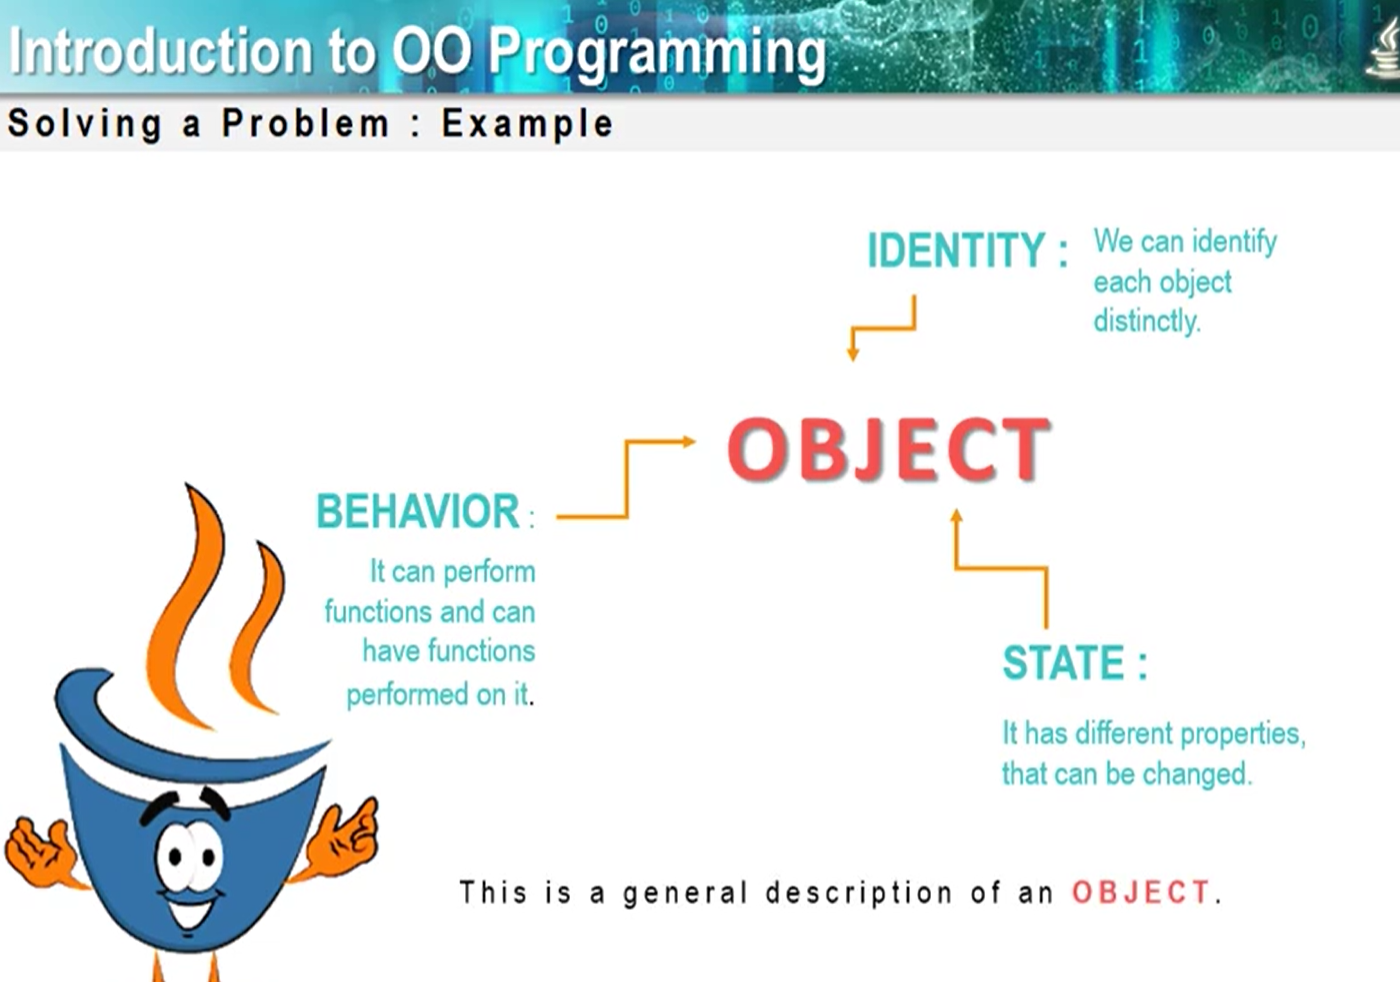 Introduction to OO Programming
Solving a Problem : Example
IDENTITY :
We can identify
each object
distinctly.
OBJECT
BEHAVIOR :
It can perform
functions and can
have functions
performed on it.
STATE :
It has different properties,
that can be changed.
This is a general description of an OBJECT.